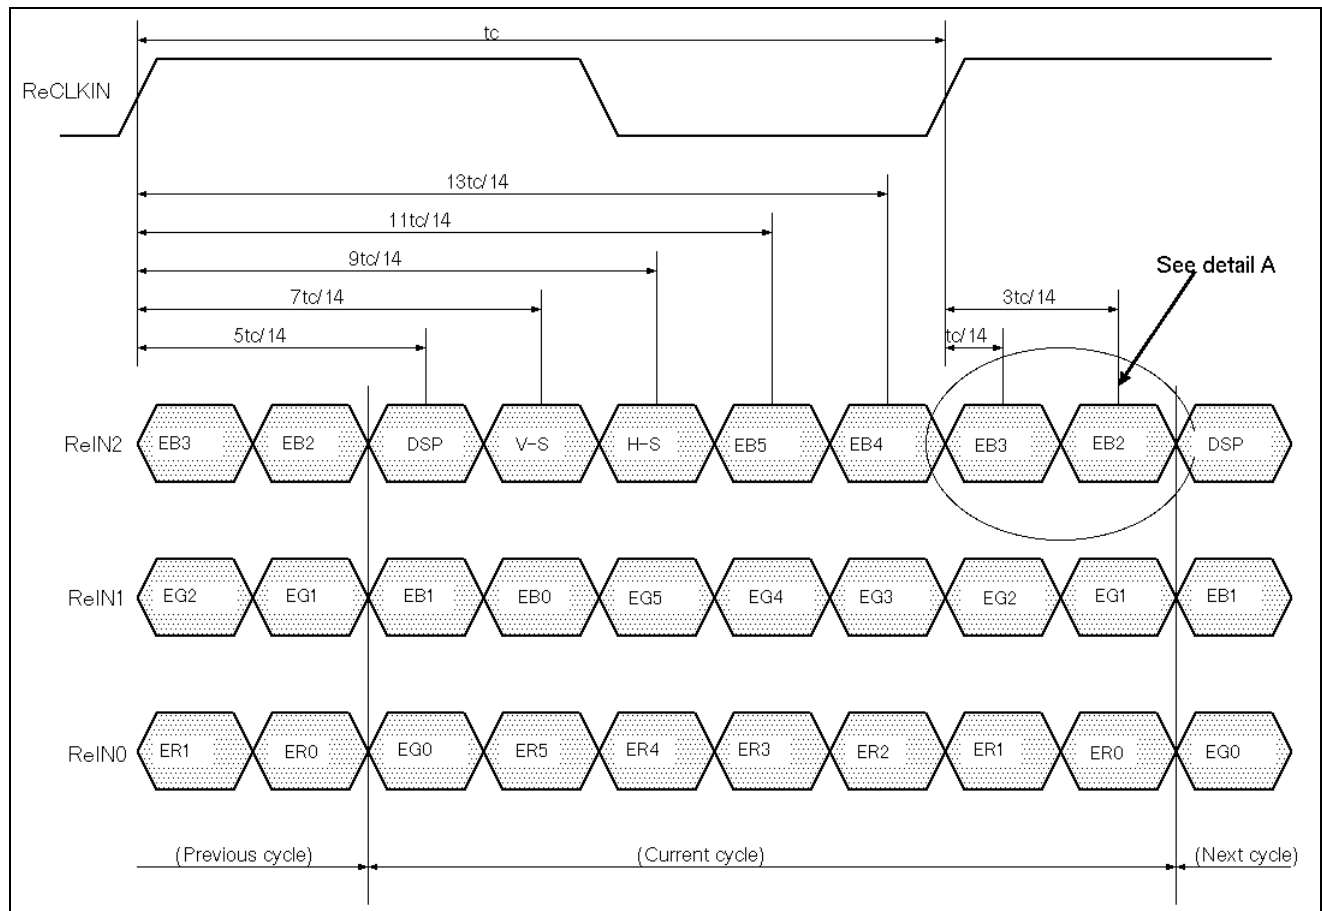 tc
ReCLKIN
13tc/14
11tc/14
9tc/14
See detail A
7tc/14
3tc/14
5tc/14
tc/14
ReIN2 EB3 EB2 DSP V-S H-S EB5 EB4 EB3 EB2 DSP
ReIN1 EG2 EG1 EB1 EB0 EG5 EG4 EG3 EG2 EG1 EB1
ReIN0 ER1 ER0 EG0 ER5 ER4 ER3 ER2 ER1 ER0 EG0
(Previous cycle) (Current cycle) (Next cycle)